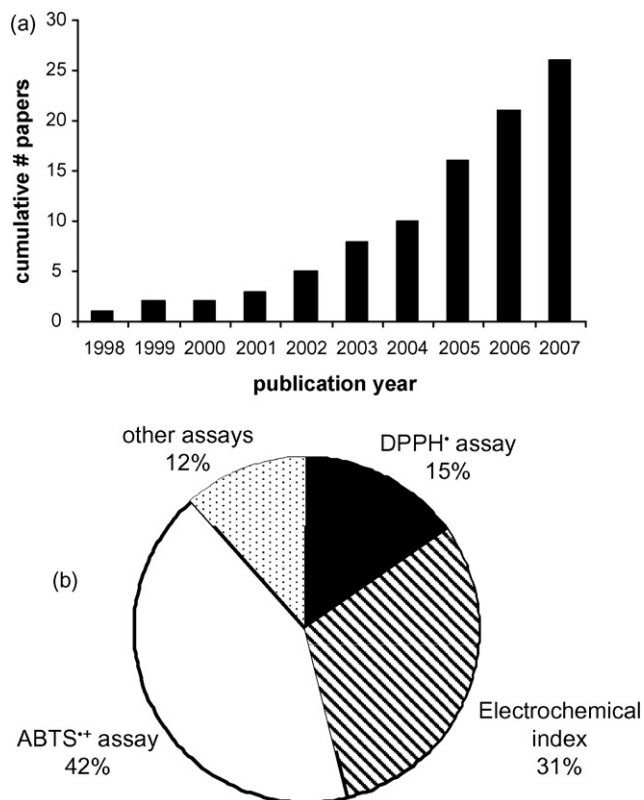 (a)
cumulative # papers
30
25
20
15
10
5
0
1998 1999 2000 2001 2002 2003 2004 2005 2006 2007
publication year
(b)
other assays
12%
DPPH• assay
15%
ABTS•+ assay
42%
Electrochemical
index
31%